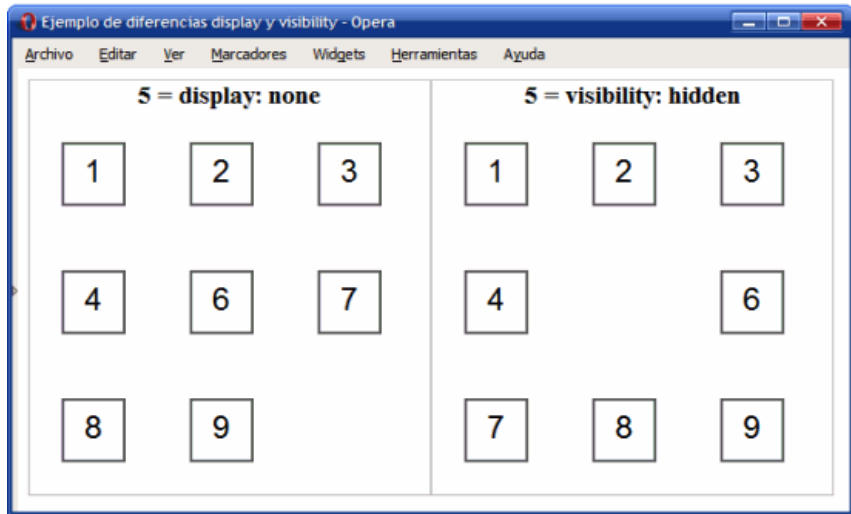 Ejemplo de diferencias display y visibility - Opera
Archivo Editar Ver Marcadores Widgets Herramientas Ayuda
5 = display: none
1 2 3
4 6 7
8 9
5 = visibility: hidden
1 2 3
4 6
7 8 9